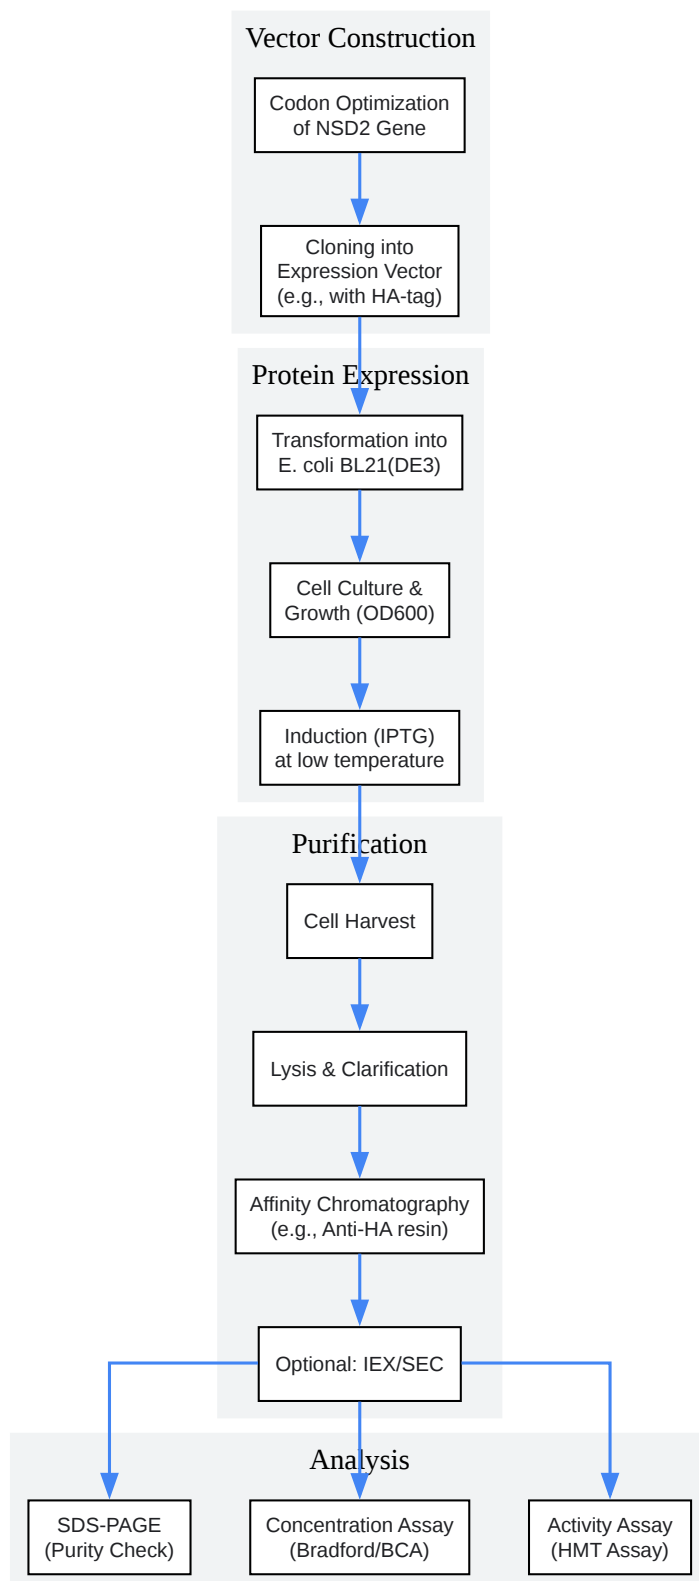 Vector Construction
Codon Optimization
of NSD2 Gene
Cloning into
Expression Vector
(e.g., with HA-tag)
Protein Expression
Transformation into
E. coli BL21(DE3)
Cell Culture &
Growth (OD600)
Induction (IPTG)
at low temperature
Purification
Cell Harvest
Lysis & Clarification
Affinity Chromatography
(e.g., Anti-HA resin)
Optional: IEX/SEC
Analysis
SDS-PAGE
(Purity Check)
Concentration Assay
(Bradford/BCA)
Activity Assay
(HMT Assay)